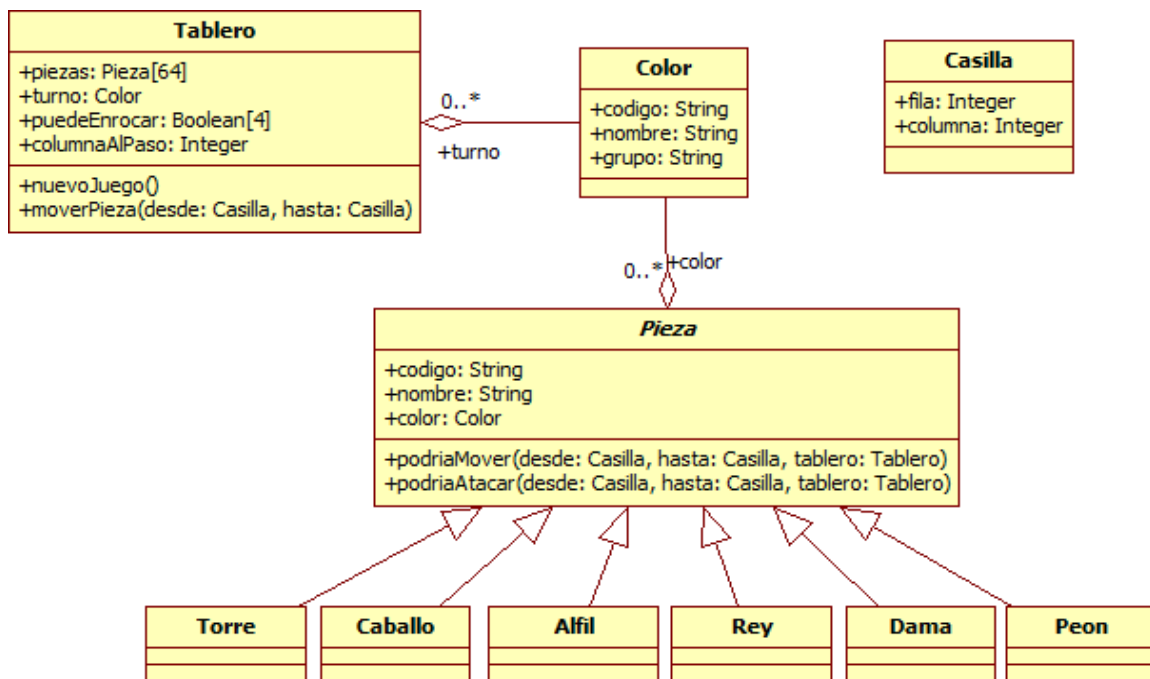 Tablero
+piezas: Pieza[64]
+turno: Color
+puedeEnrocar: Boolean[4]
+columnaAlPaso: Integer
+nuevoJuego()
+moverPieza(desde: Casilla, hasta: Casilla)
0..*
+turno
Color
+codigo: String
+nombre: String
+grupo: String
Casilla
+fila: Integer
+columna: Integer
0..*
+color
Pieza
+codigo: String
+nombre: String
+color: Color
+podriaMover(desde: Casilla, hasta: Casilla, tablero: Tablero)
+podriaAtacar(desde: Casilla, hasta: Casilla, tablero: Tablero)
Torre
Caballo
Alfil
Rey
Dama
Peon